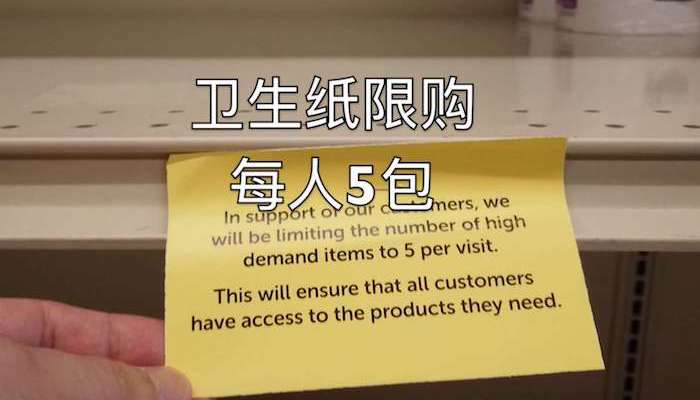 卫生纸限购
每人5包
In support of our customers, we
will be limiting the number of high
demand items to 5 per visit.
This will ensure that all customers
have access to the products they need.